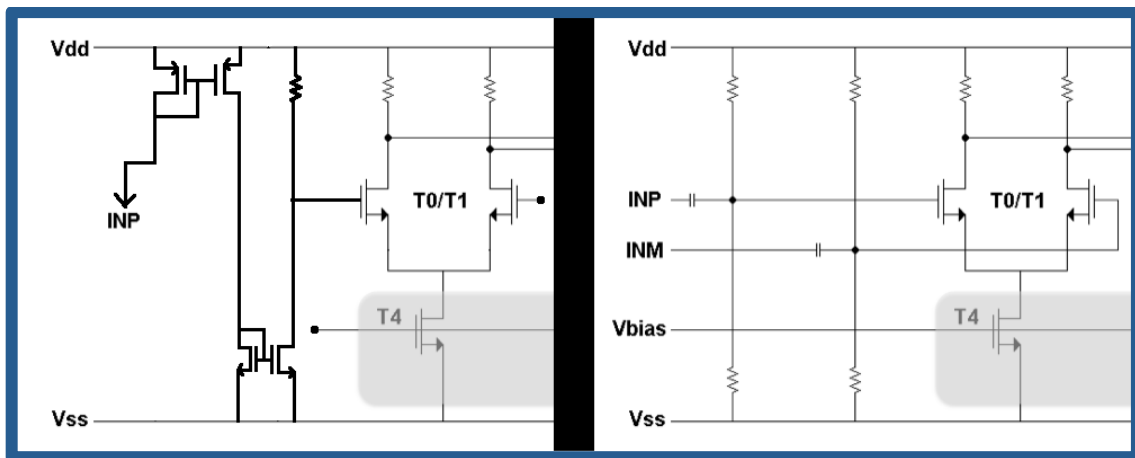 Vdd
INP
T0/T1
T4
Vss
Vdd
INP
INM
T0/T1
Vbias
T4
Vss